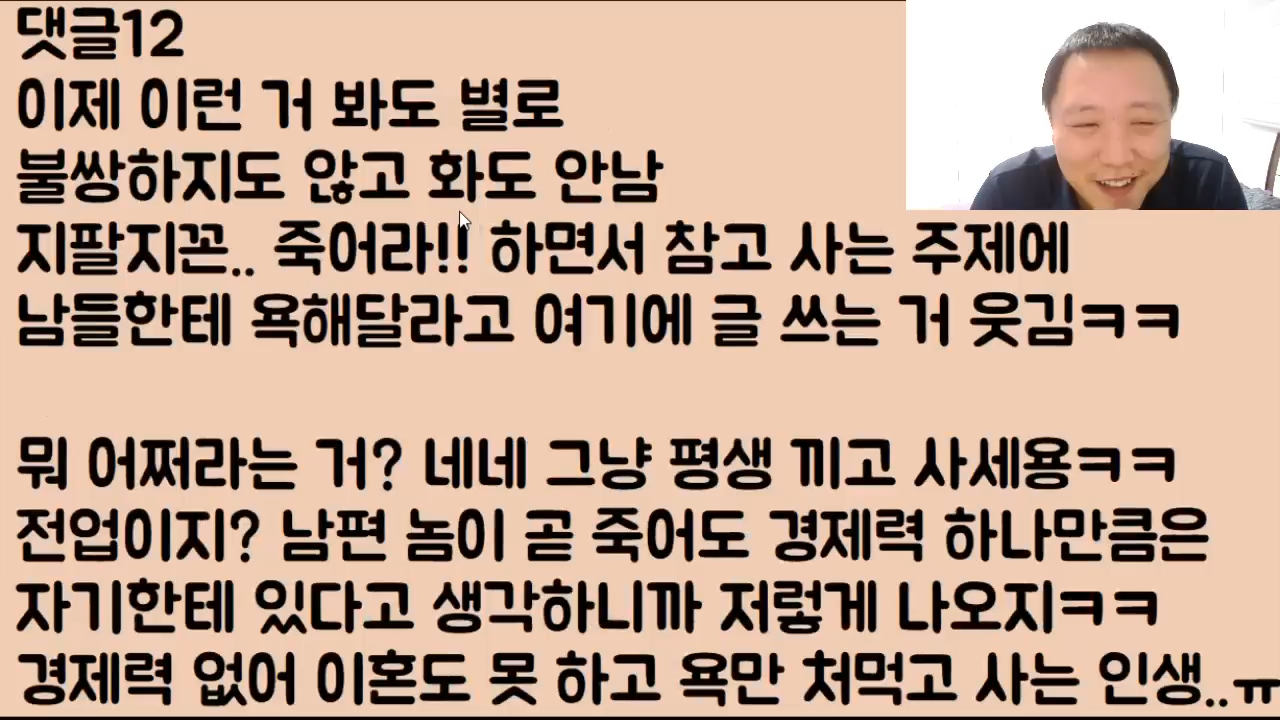 댓글12
이제 이런 거 봐도 별로
불쌍하지도 않고 화도 안남
지팔지꼰.. 죽어라!! 하면서 참고 사는 주제에
남들한테 욕해달라고 여기에 글 쓰는 거 웃김ㅋㅋ
뭐 어쩌라는 거? 네네 그냥 평생 끼고 사세용ㅋㅋ
전업이지? 남편 놈이 곧 죽어도 경제력 하나만큼은
자기한테 있다고 생각하니까 저렇게 나오지ㅋㅋ
경제력 없어 이혼도 못 하고 욕만 처먹고 사는 인생..ㅠ